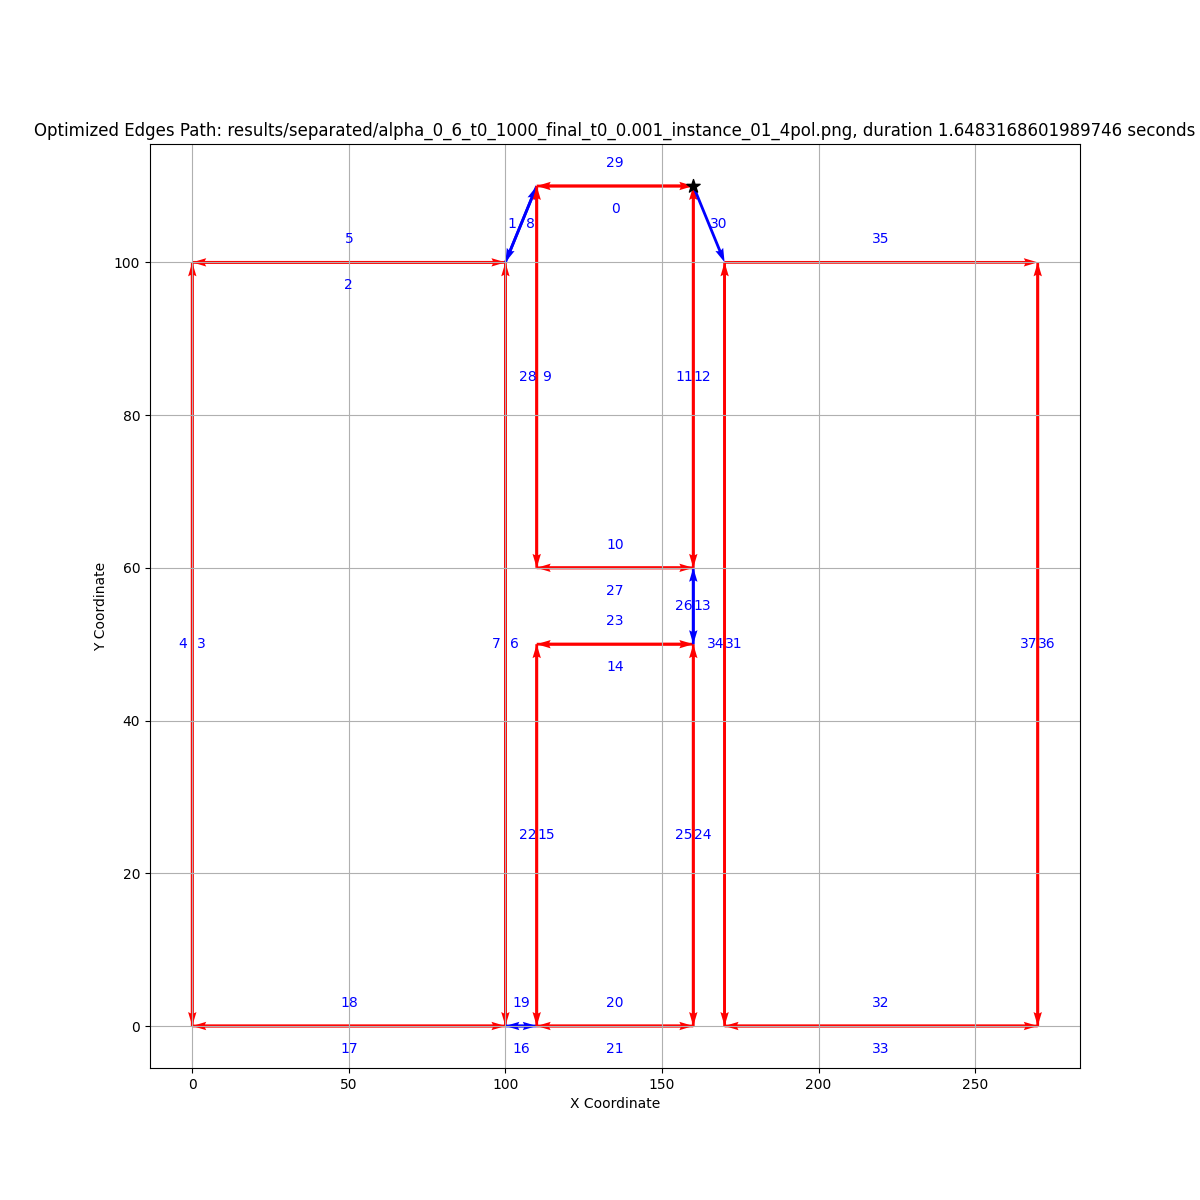 Optimized Edges Path: results/separated/alpha_0_6_t0_1000_final_t0_0.001_instance_01_4pol.png, duration 1.6483168601989746 seconds
29
0
1 8 30
5 35
100
2
28 9 11 12
80
10
60
27
26 13
23
4 3 7 6 34 31 37 36
14
40
22 15 25 24
20
18 19 20 32
0
17 16 21 33
0 50 100 150 200 250
X Coordinate
Y Coordinate